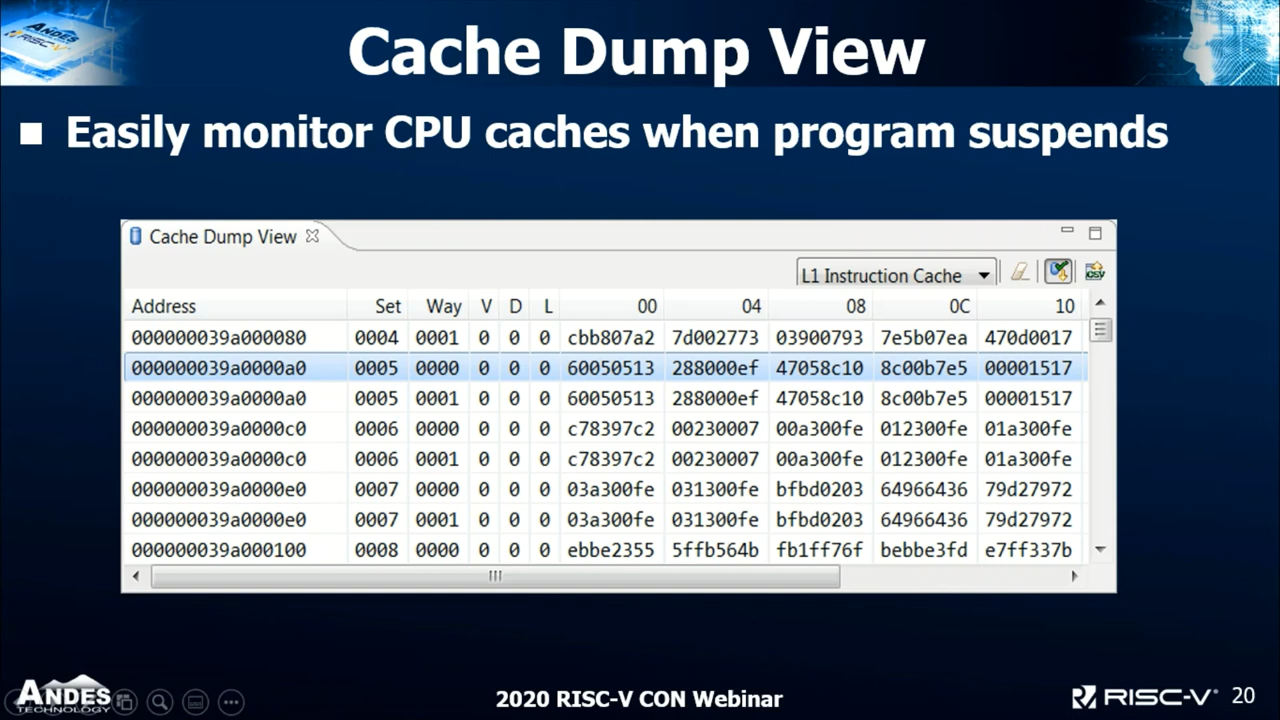 ANDES
RISC-V
Cache Dump View
■ Easily monitor CPU caches when program suspends
Cache Dump View
L1 Instruction Cache
CSV
Address Set Way V D L 00 04 08 0C 10
000000039a000080 0004 0001 0 0 0 cbb807a2 7d002773 03900793 7e5b07ea 470d0017
000000039a0000a0 0005 0000 0 0 0 60050513 288000ef 47058c10 8c00b7e5 00001517
000000039a0000a0 0005 0001 0 0 0 60050513 288000ef 47058c10 8c00b7e5 00001517
000000039a0000c0 0006 0000 0 0 0 c78397c2 00230007 00a300fe 012300fe 01a300fe
000000039a0000c0 0006 0001 0 0 0 c78397c2 00230007 00a300fe 012300fe 01a300fe
000000039a0000e0 0007 0000 0 0 0 03a300fe 031300fe bfbd0203 64966436 79d27972
000000039a0000e0 0007 0001 0 0 0 03a300fe 031300fe bfbd0203 64966436 79d27972
000000039a000100 0008 0000 0 0 0 ebbe2355 5ffb564b fb1ff76f bebbe3fd e7ff337b
ANDES
TECHNOLOGY
2020 RISC-V CON Webinar
RISC-V®
20